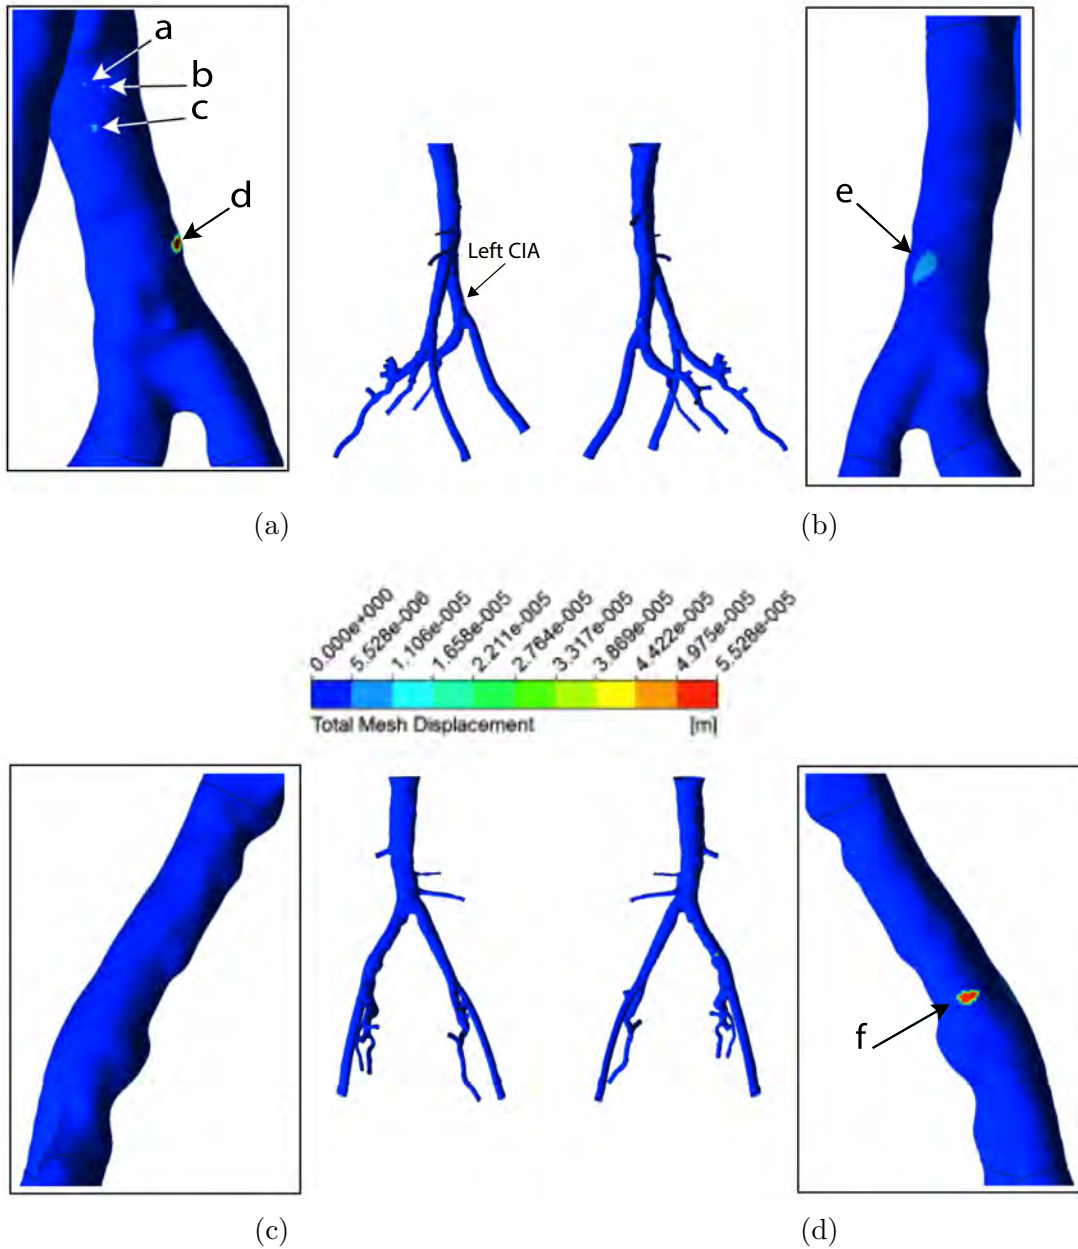 a
b
c
d
Left CIA
e
(a)
(b)
0.000e+000
5.528e-006
1.106e-005
1.658e-005
2.211e-005
2.764e-005
3.317e-005
3.869e-005
4.422e-005
4.975e-005
5.528e-005
Total Mesh Displacement [m]
f
(c)
(d)